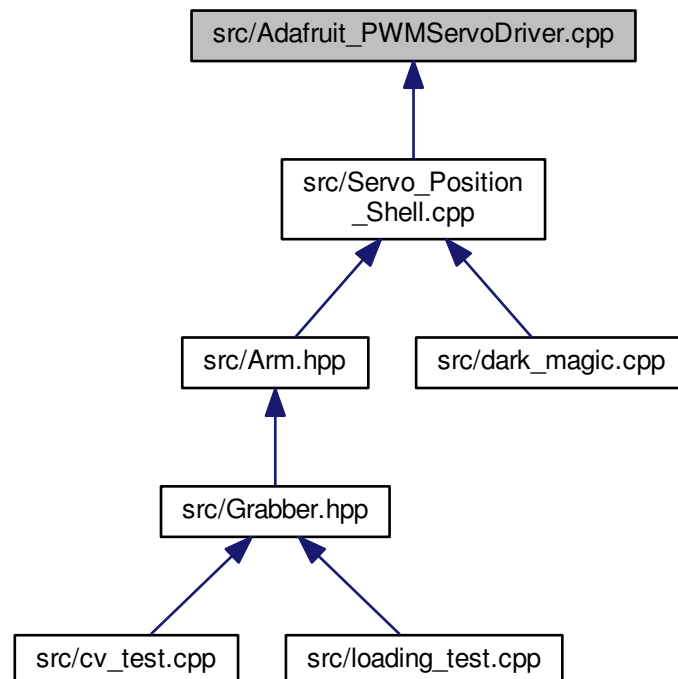 src/Adafruit_PWMServoDriver.cpp
src/Servo_Position
_Shell.cpp
src/Arm.hpp
src/dark_magic.cpp
src/Grabber.hpp
src/cv_test.cpp
src/loading_test.cpp